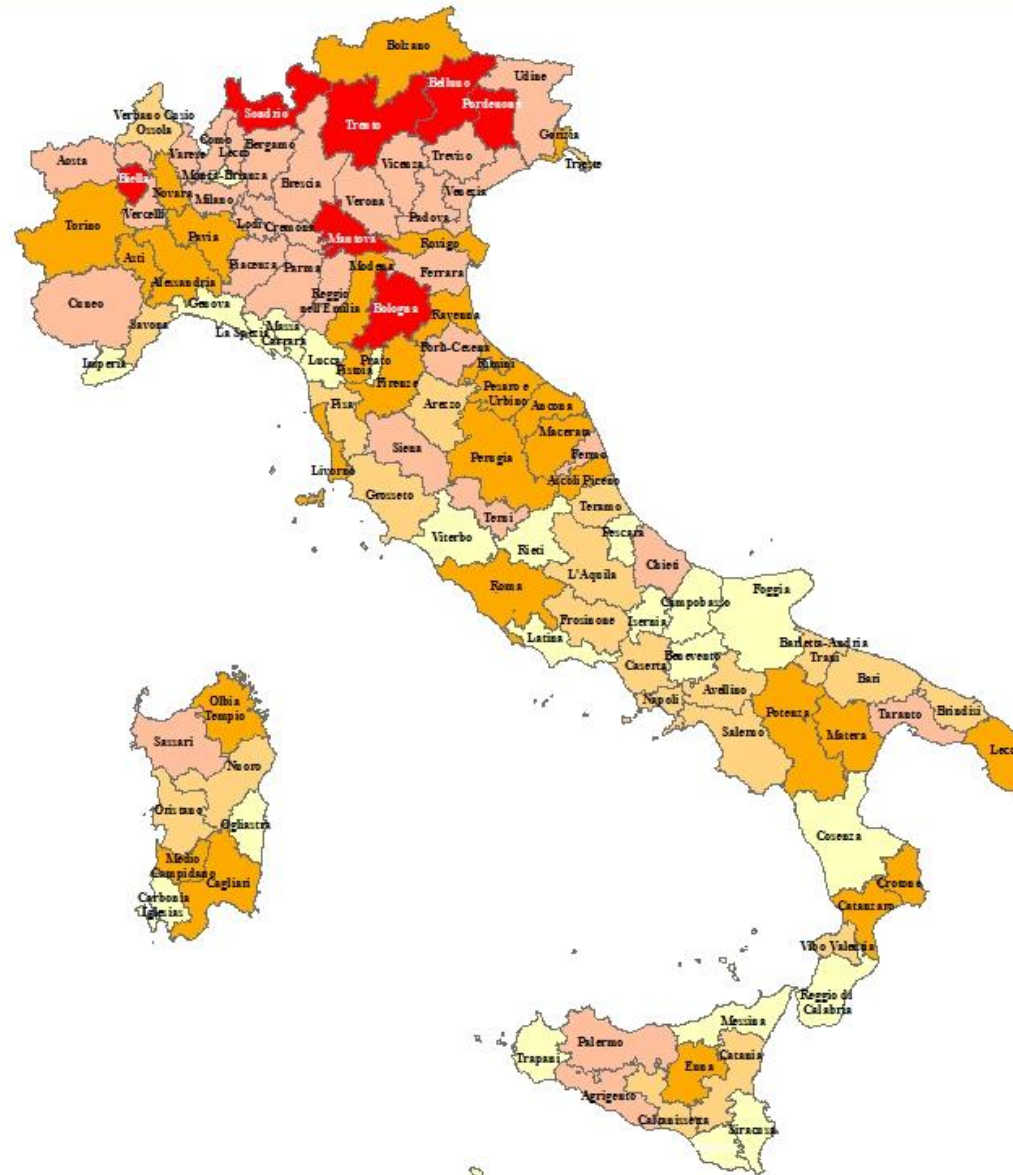 Bolzano
Belluno
Udine
Sondrio
Pordenone
Trento
Verbano Cusio
Ossola
Gorizia
Trieste
Como
Lecco
Bergamo
Varese
Aosta
Vicenza
Treviso
Monza-Brianza
Biella
Brescia
Novara
Milano
Verona
Venezia
Padova
Vercelli
Torino
Lodi
Cremona
Pavia
Mantova
Rovigo
Asti
Piacenza
Parma
Modena
Ferrara
Alessandria
Reggio
nell'Emilia
Cuneo
Genova
Bologna
Ravenna
Savona
La Spezia
Massa
Carrara
Forlì-Cesena
Imperia
Lucca
Prato
Pistoia
Rimini
Firenze
Pesaro e
Urbino
Pisa
Arezzo
Ancona
Macerata
Siena
Fermo
Livorno
Perugia
Ascoli Piceno
Grosseto
Teramo
Terni
Pescara
Viterbo
Rieti
Chieti
L'Aquila
Roma
Foggia
Campobasso
Frosinone
Isernia
Latina
Barletta-Andria
Trani
Benevento
Caserta
Bari
Avellino
Napoli
Olbia
Tempio
Potenza
Brindisi
Taranto
Salerno
Matera
Sassari
Lecc
Nuoro
Oristano
Ogliastra
Cosenza
Medio
Campidano
Cagliari
Crotone
Carbonia
Iglesias
Catanzaro
Vibo Valentia
Reggio di
Calabria
Messina
Palermo
Trapani
Catania
Enna
Agrigento
Caltanissetta
Siracusa